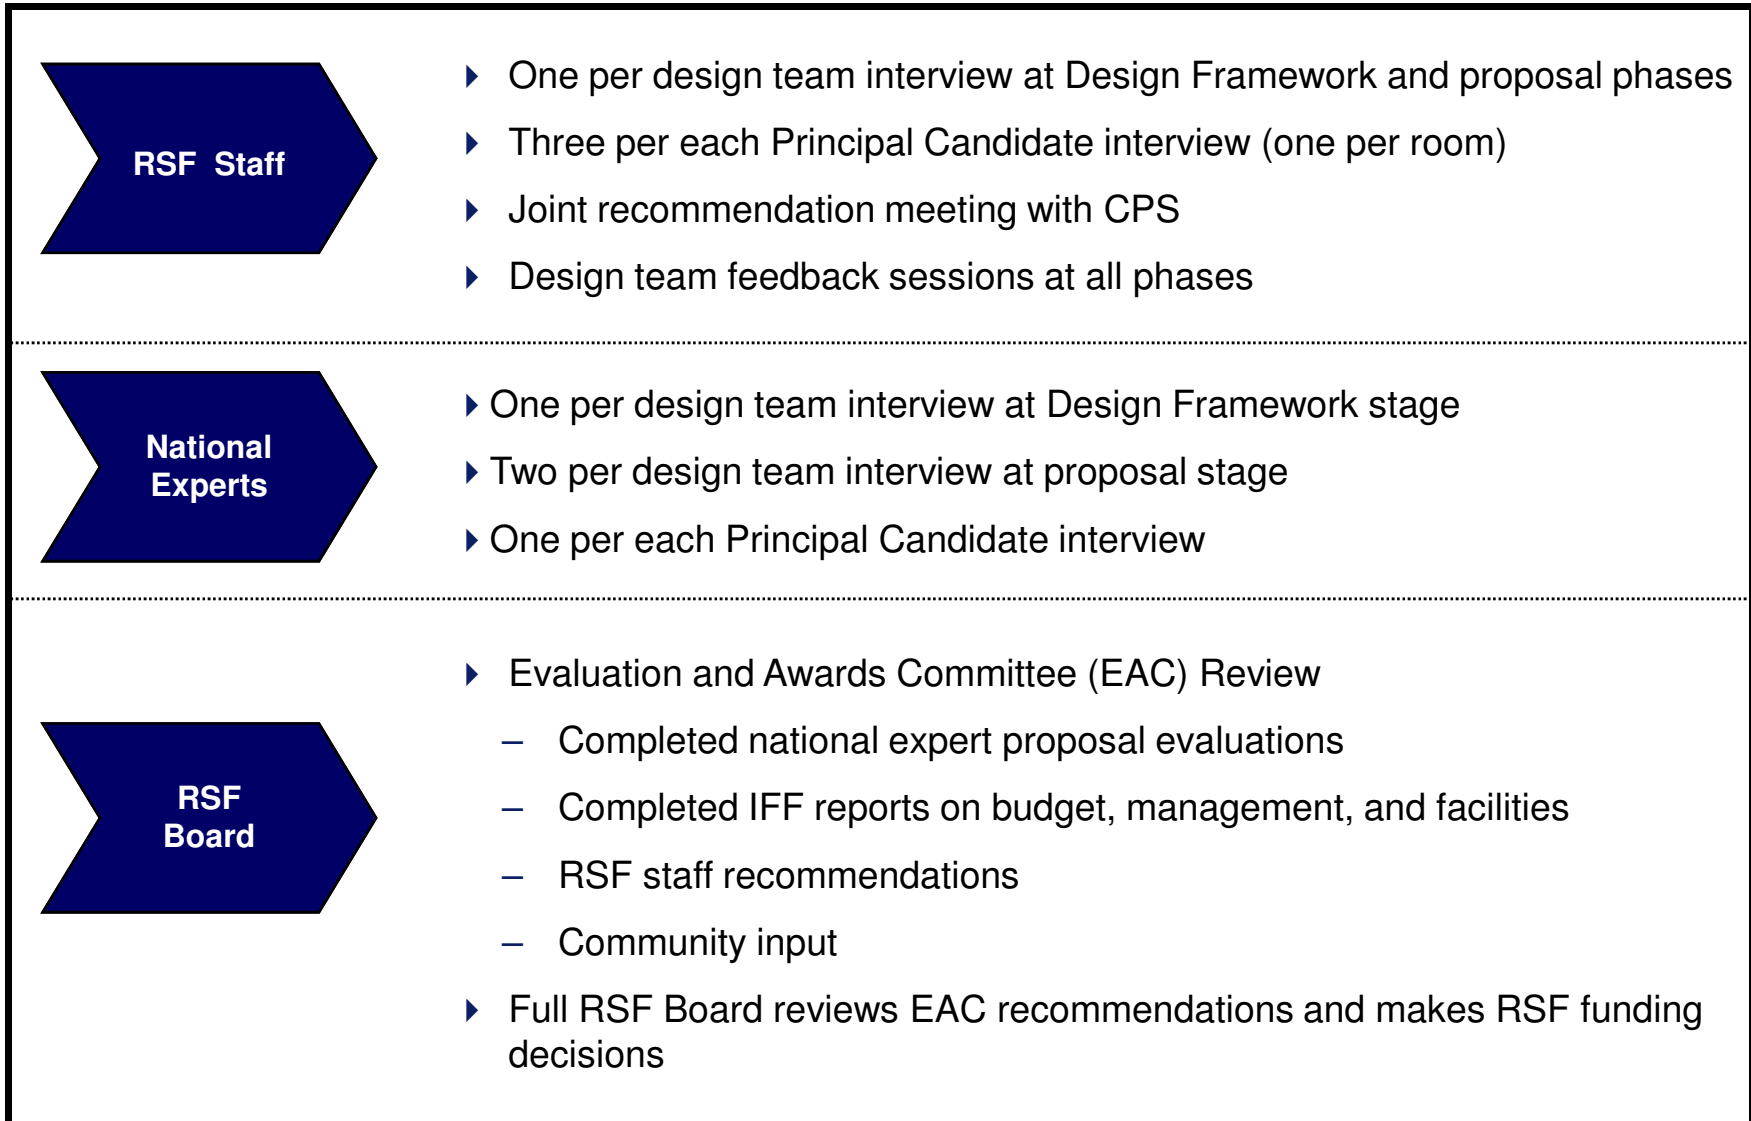 RSF Staff
One per design team interview at Design Framework and proposal phases
Three per each Principal Candidate interview (one per room)
Joint recommendation meeting with CPS
Design team feedback sessions at all phases
National
Experts
One per design team interview at Design Framework stage
Two per design team interview at proposal stage
One per each Principal Candidate interview
RSF
Board
Evaluation and Awards Committee (EAC) Review
– Completed national expert proposal evaluations
– Completed IFF reports on budget, management, and facilities
– RSF staff recommendations
– Community input
Full RSF Board reviews EAC recommendations and makes RSF funding
decisions